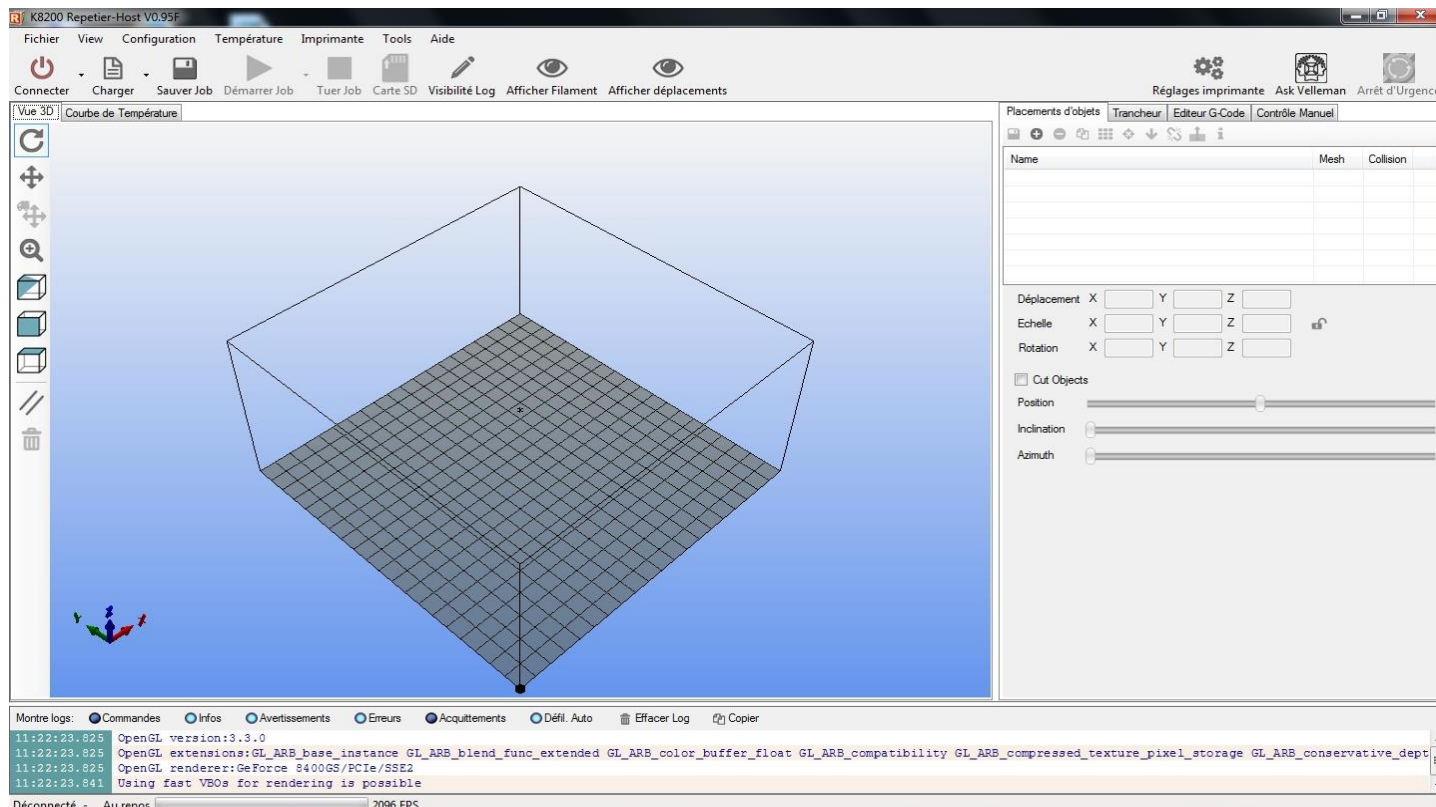 K8200 Repetier-Host V0.95F
Fichier View Configuration Température Imprimante Tools Aide
Connecter Charger Sauver Job Démarrer Job Tuer Job Carte SD Visibilité Log Afficher Filament Afficher déplacements Réglages imprimante Ask Velleman Arrêt d'Urgence
Vue 3D Courbe de Température
Placements d'objets Trancheur Editeur G-Code Contrôle Manuel
Name Mesh Collision
Déplacement X Y Z
Echelle X Y Z
Rotation X Y Z
Cut Objects
Position
Inclination
Azimuth
Y Z X
Montre logs: Commandes Infos Avertissements Erreurs Acquittements Défil. Auto Effacer Log Copier
11:22:23.825 OpenGL version:3.3.0
11:22:23.825 OpenGL extensions:GL_ARB_base_instance GL_ARB_blend_func_extended GL_ARB_color_buffer_float GL_ARB_compatibility GL_ARB_compressed_texture_pixel_storage GL_ARB_conservative_dept
11:22:23.825 OpenGL renderer:GeForce 8400GS/PCIe/SSE2
11:22:23.841 Using fast VBOs for rendering is possible
Déconnecté - Au repos 2096 FPS